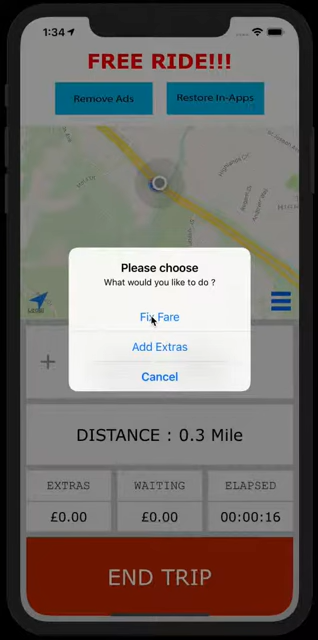 1:34
FREE RIDE!!!
Remove Ads
Restore In-Apps
Please choose
What would you like to do ?
Fix Fare
Add Extras
Cancel
+
DISTANCE : 0.3 Mile
EXTRAS
WAITING
ELAPSED
£0.00
£0.00
00:00:16
END TRIP